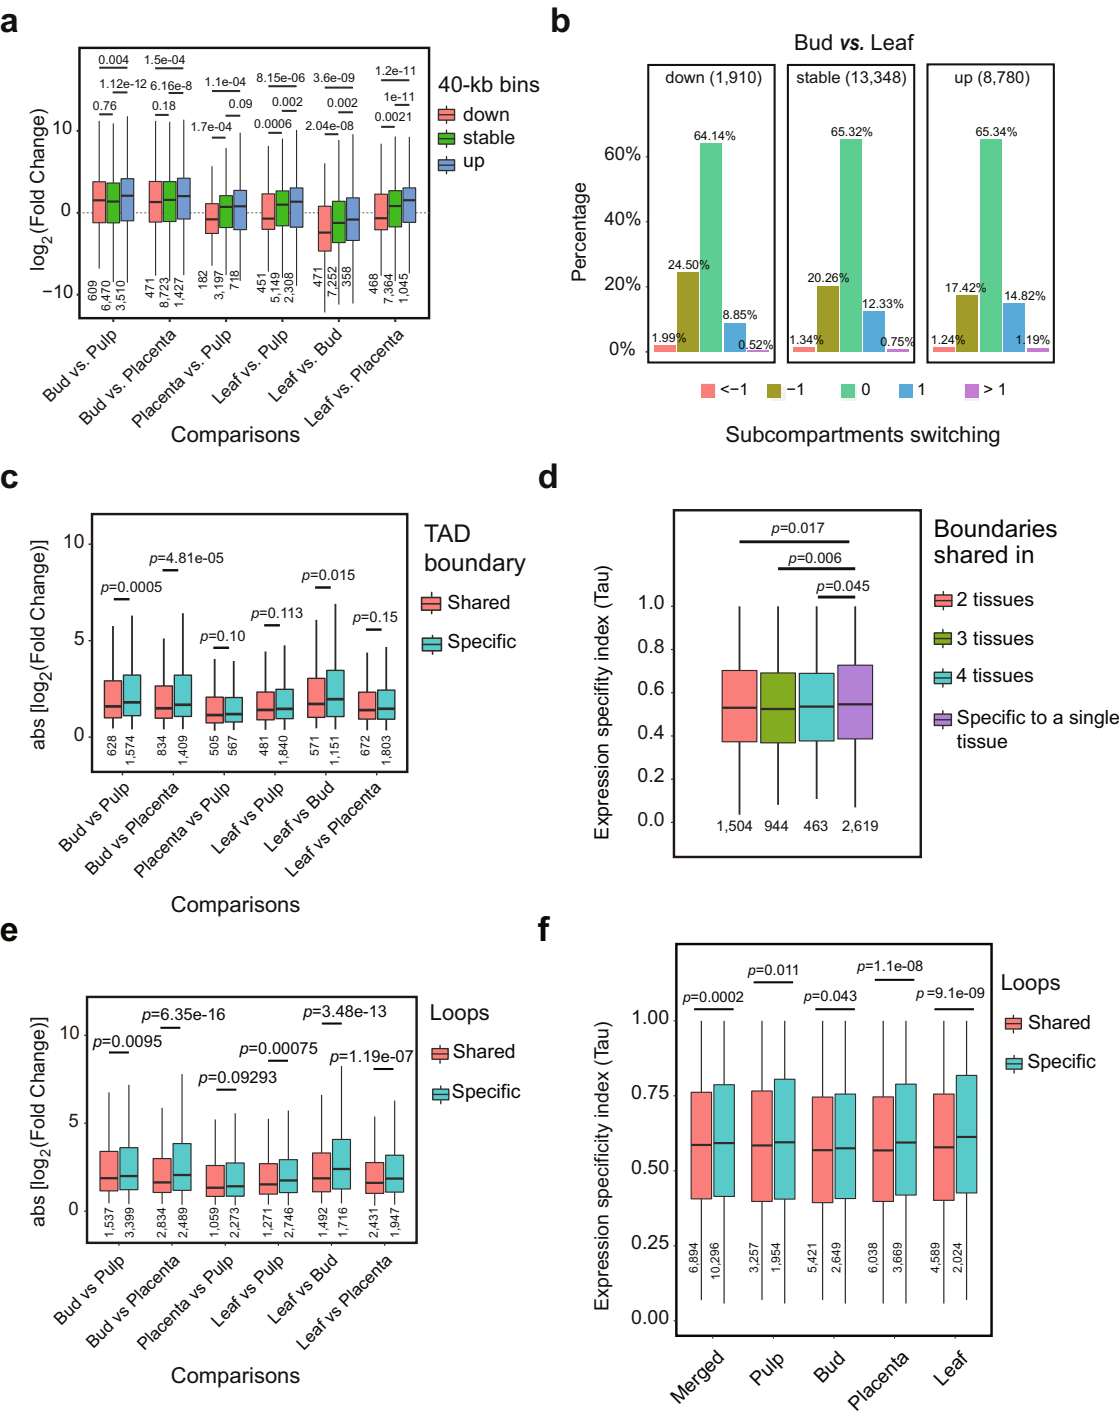 a
0.004
1.5e-04
1.12e-12
6.16e-8
1.1e-04
8.15e-06
3.6e-09
1.2e-11
0.76
0.18
1.7e-04
0.09
0.0006
0.002
2.04e-08
0.002
0.0021
1e-11
40-kb bins
down
stable
up
log2(Fold Change)
10
0
−10
609
6,470
3,510
471
8,723
1,427
182
3,197
718
451
5,149
2,308
471
7,252
358
468
7,364
1,045
Bud vs. Pulp
Bud vs. Placenta
Placenta vs. Pulp
Leaf vs. Pulp
Leaf vs. Bud
Leaf vs. Placenta
Comparisons
b
Bud vs. Leaf
down (1,910)
stable (13,348)
up (8,780)
Percentage
60%
40%
20%
0%
1.99%
24.50%
64.14%
8.85%
0.52%
1.34%
20.26%
65.32%
12.33%
0.75%
1.24%
17.42%
65.34%
14.82%
1.19%
<−1
−1
0
1
> 1
Subcompartments switching
c
abs [log2(Fold Change)]
10
5
0
p=0.0005
p=4.81e-05
p=0.10
p=0.113
p=0.015
p=0.15
TAD
boundary
Shared
Specific
628
1,574
834
1,409
505
567
481
1,840
571
1,151
672
1,803
Bud vs Pulp
Bud vs Placenta
Placenta vs Pulp
Leaf vs Pulp
Leaf vs Bud
Leaf vs Placenta
Comparisons
d
Expression specifity index (Tau)
1.0
0.8
0.6
0.4
0.2
0.0
p=0.017
p=0.006
p=0.045
1,504
944
463
2,619
Boundaries
shared in
2 tissues
3 tissues
4 tissues
Specific to a single
tissue
e
abs [log2(Fold Change)]
10
5
0
p=0.0095
p=6.35e-16
p=0.09293
p=0.00075
p=3.48e-13
p=1.19e-07
Loops
Shared
Specific
1,537
3,399
2,834
2,489
1,059
2,273
1,271
2,746
1,492
1,716
2,431
1,947
Bud vs Pulp
Bud vs Placenta
Placenta vs Pulp
Leaf vs Pulp
Leaf vs Bud
Leaf vs Placenta
Comparisons
f
Expression specificity index (Tau)
1.00
0.75
0.50
0.25
0.00
p=0.0002
p=0.011
p=0.043
p=1.1e-08
p=9.1e-09
Loops
Shared
Specific
6,894
10,296
3,257
1,954
5,421
2,649
6,038
3,669
4,589
2,024
Merged
Pulp
Bud
Placenta
Leaf